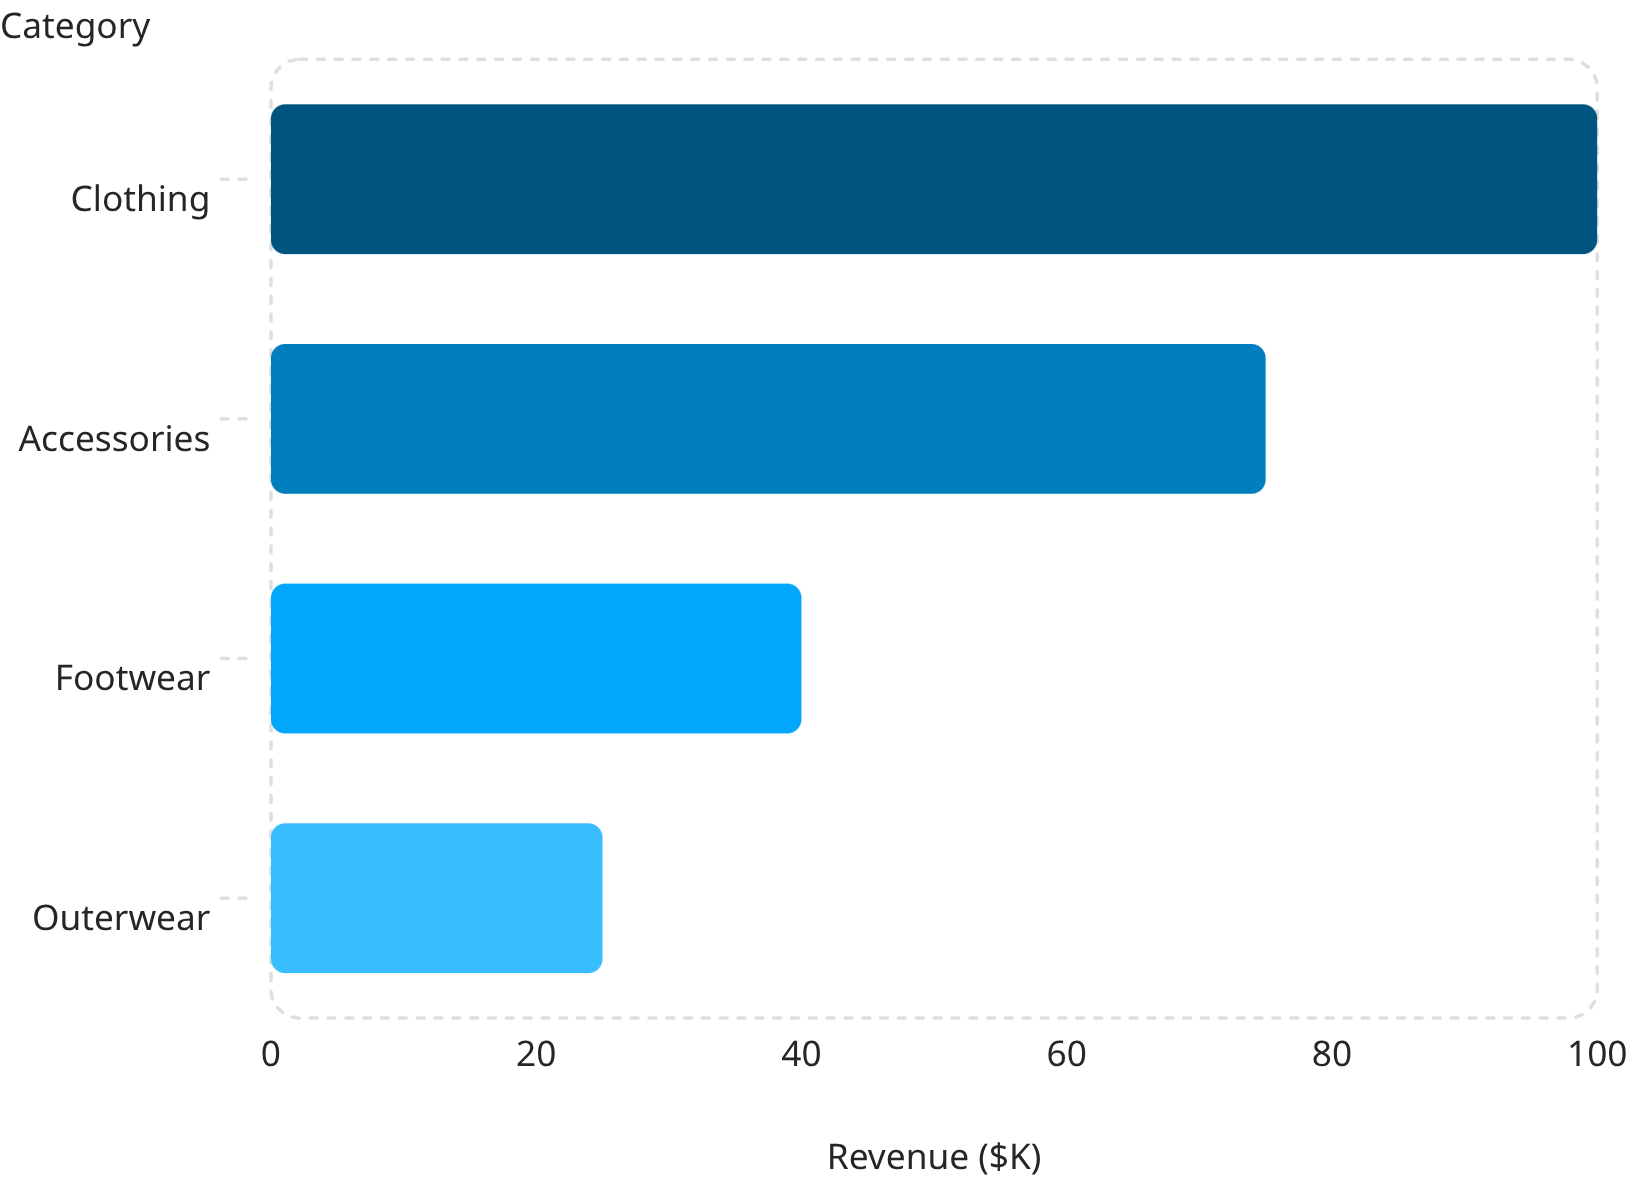 Category
Clothing
Accessories
Footwear
Outerwear
0 20 40 60 80 100
Revenue ($K)